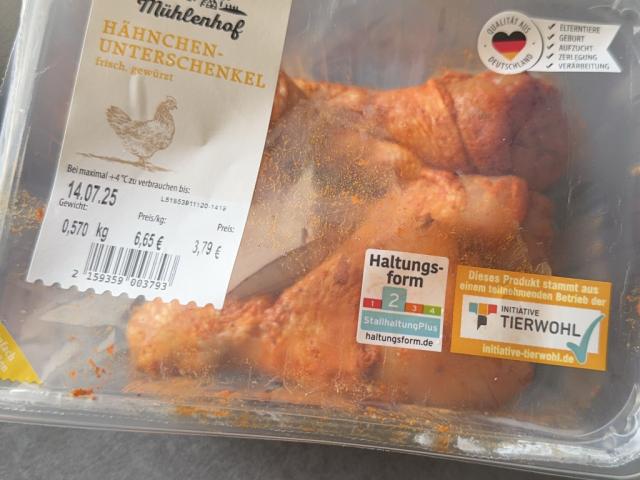 Mühlenhof
HÄHNCHEN-
UNTERSCHENKEL
frisch, gewürzt
Bei maximal +4°C zu verbrauchen bis:
14.07.25
Gewicht:
Preis/kg:
Preis:
0,570 kg
6,65 €
3,79 €
2 159359 003793
QUALITÄT AUS
DEUTSCHLAND
✔ ELTERNTIERE
✔ GEBURT
✔ AUFZUCHT
✔ ZERLEGUNG
✔ VERARBEITUNG
Haltungs-
form
1 2 3 4
StallhaltungPlus
haltungsform.de
Dieses Produkt stammt aus
einem teilnehmenden Betrieb der
INITIATIVE
TIERWOHL
initiative-tierwohl.de